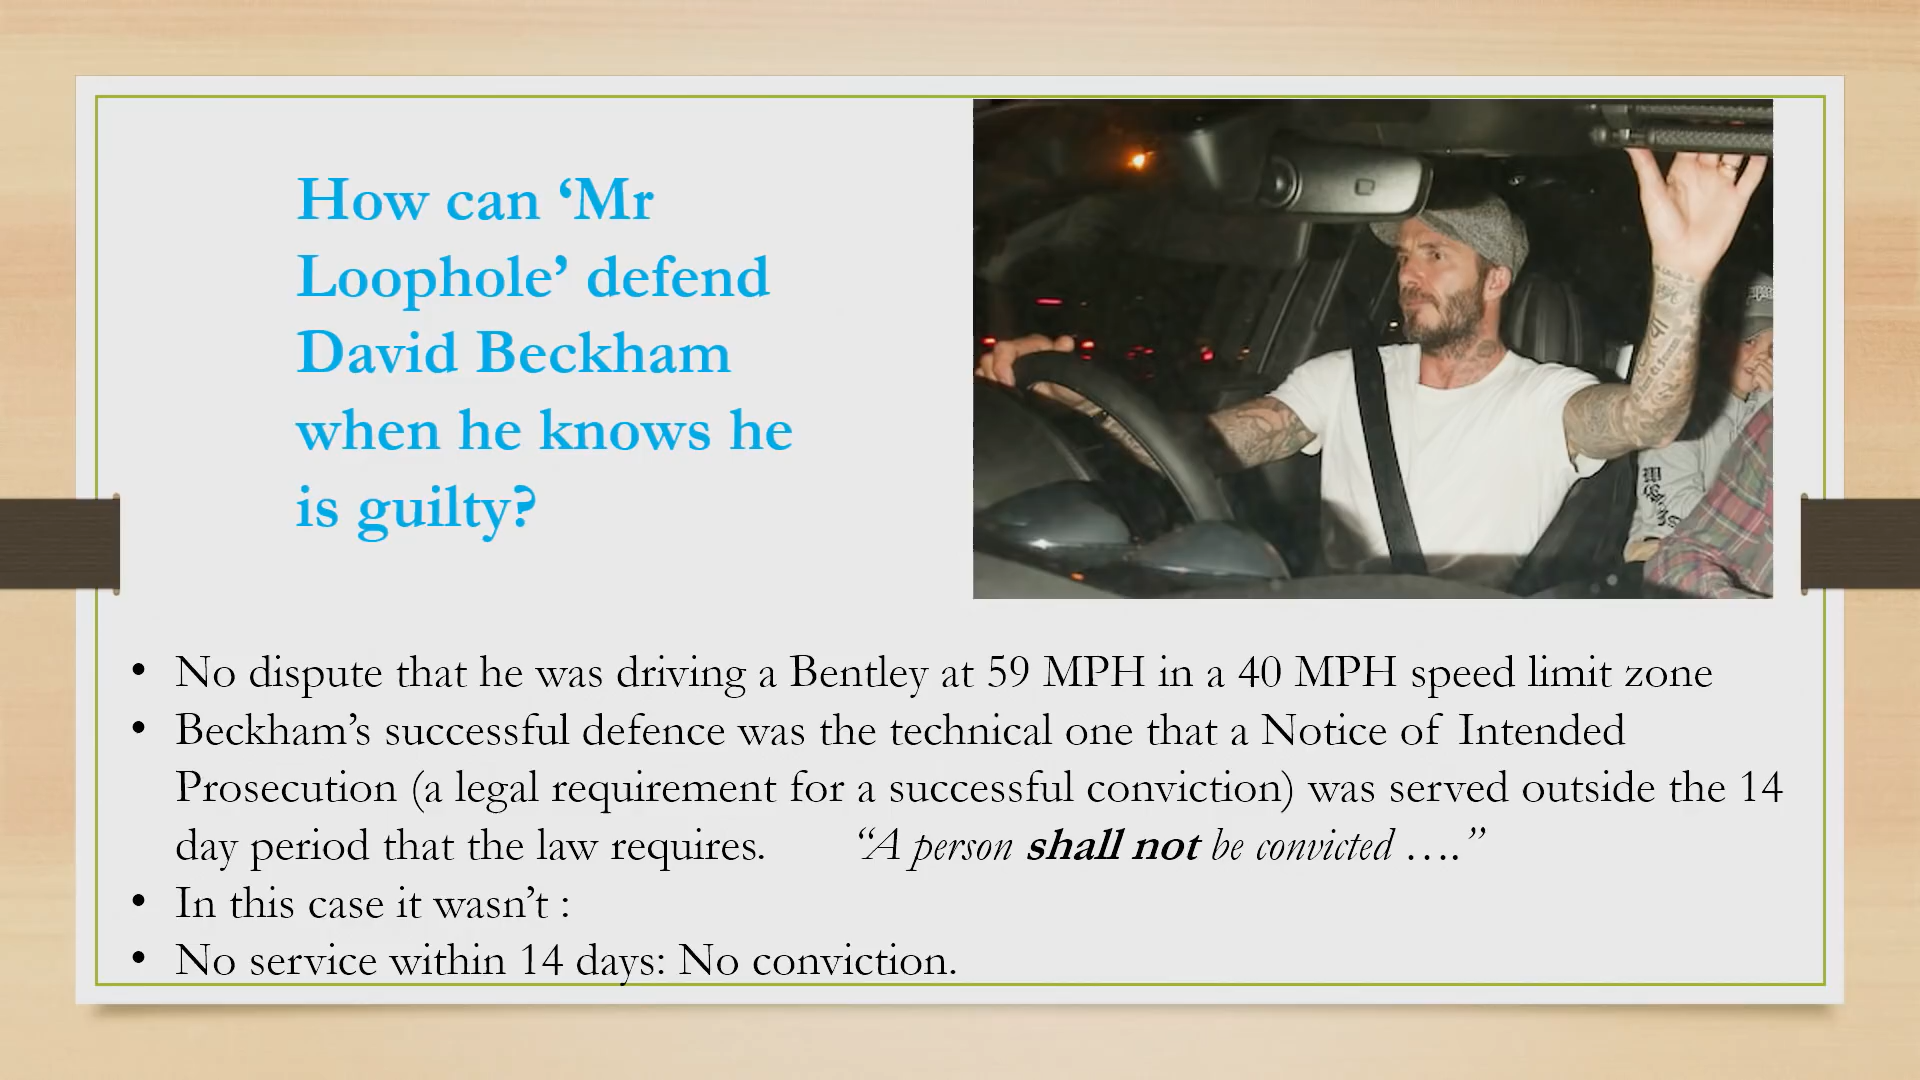 How can ‘Mr
Loophole’ defend
David Beckham
when he knows he
is guilty?
• No dispute that he was driving a Bentley at 59 MPH in a 40 MPH speed limit zone
• Beckham’s successful defence was the technical one that a Notice of Intended
Prosecution (a legal requirement for a successful conviction) was served outside the 14
day period that the law requires. “A person shall not be convicted ….”
• In this case it wasn’t :
• No service within 14 days: No conviction.